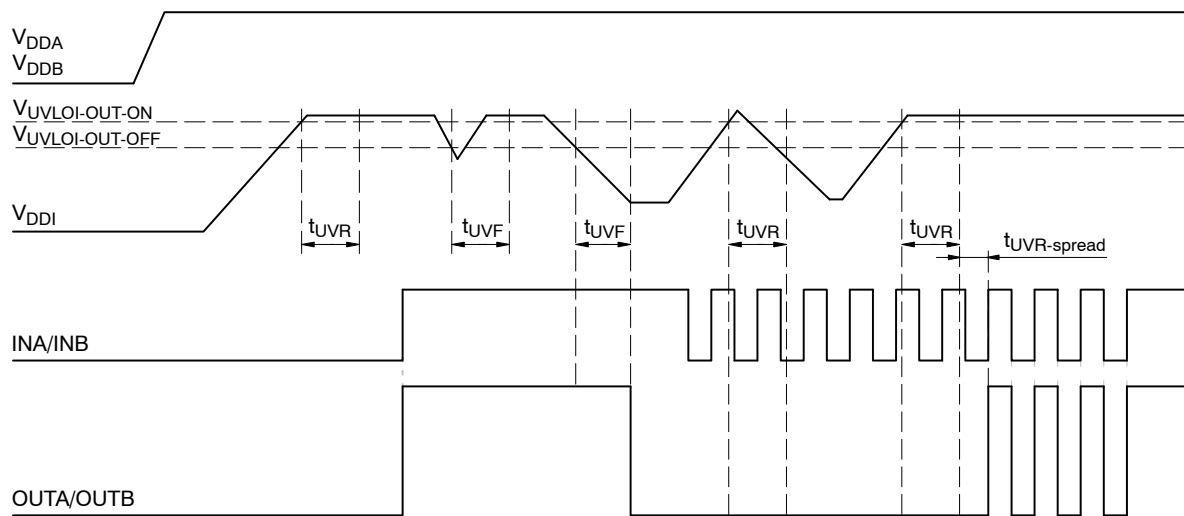 VDDA
VDDB
VUVLOI-OUT-ON
VUVLOI-OUT-OFF
VDDI
tUVR
tUVF
tUVF
tUVR
tUVR
tUVR-spread
INA/INB
OUTA/OUTB